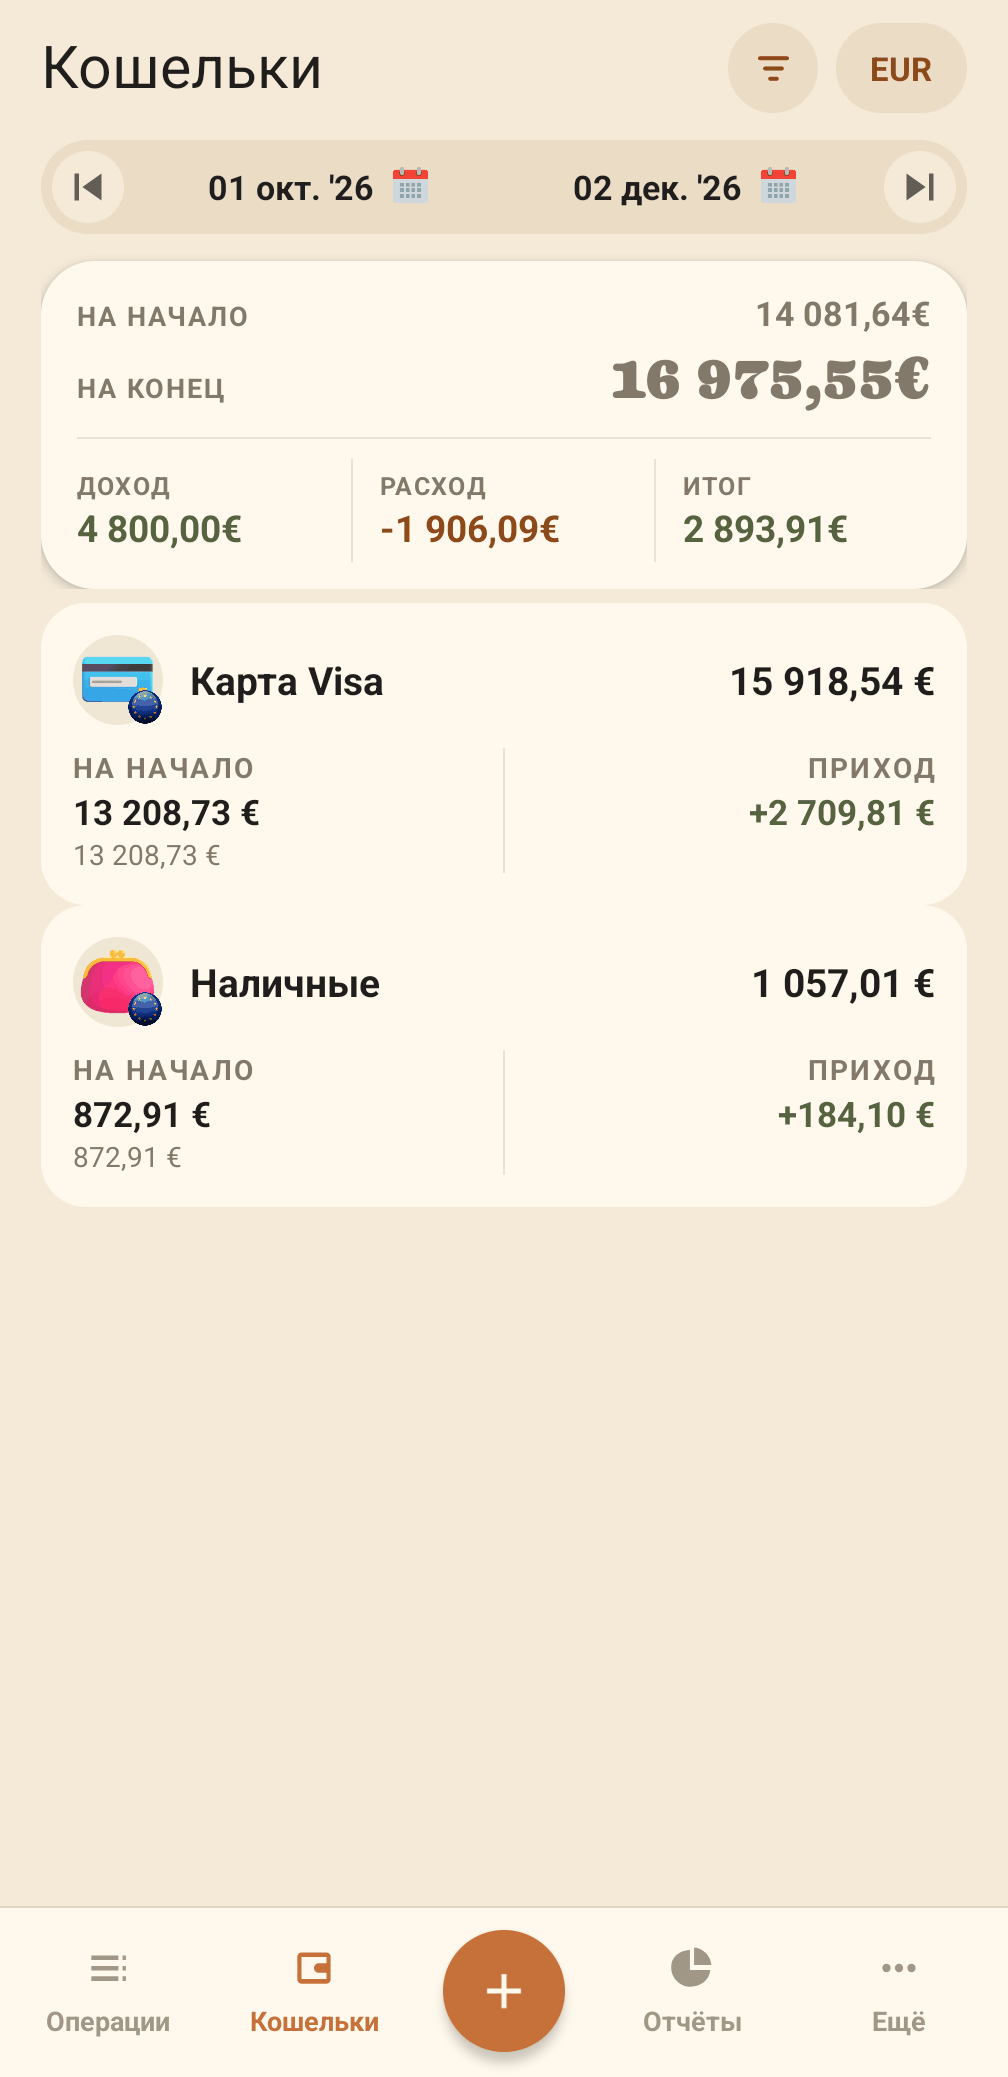 Кошельки
EUR
01 окт. '26
02 дек. '26
НА НАЧАЛО 14 081,64€
НА КОНЕЦ 16 975,55€
ДОХОД РАСХОД ИТОГ
4 800,00€ -1 906,09€ 2 893,91€
Карта Visa 15 918,54 €
НА НАЧАЛО ПРИХОД
13 208,73 € +2 709,81 €
13 208,73 €
Наличные 1 057,01 €
НА НАЧАЛО ПРИХОД
872,91 € +184,10 €
872,91 €
Операции Кошельки Отчёты Ещё